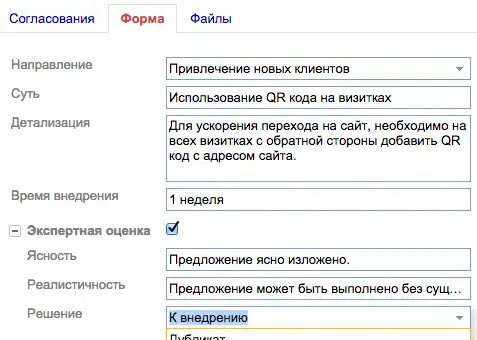 Согласования Форма Файлы
Направление Привлечение новых клиентов
Суть Использование QR кода на визитках
Детализация Для ускорения перехода на сайт, необходимо на
всех визитках с обратной стороны добавить QR
код с адресом сайта.
Время внедрения 1 неделя
Экспертная оценка
Ясность Предложение ясно изложено.
Реалистичность Предложение может быть выполнено без сущ...
Решение К внедрению
Дубликат